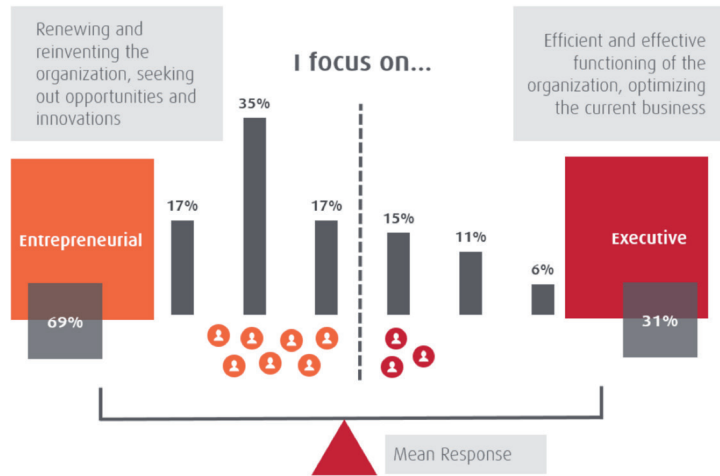 Renewing and
reinventing the
organization, seeking
out opportunities and
innovations
I focus on...
Efficient and effective
functioning of the
organization, optimizing
the current business
35%
17%
17%
15%
11%
6%
Entrepreneurial
Executive
69%
31%
Mean Response